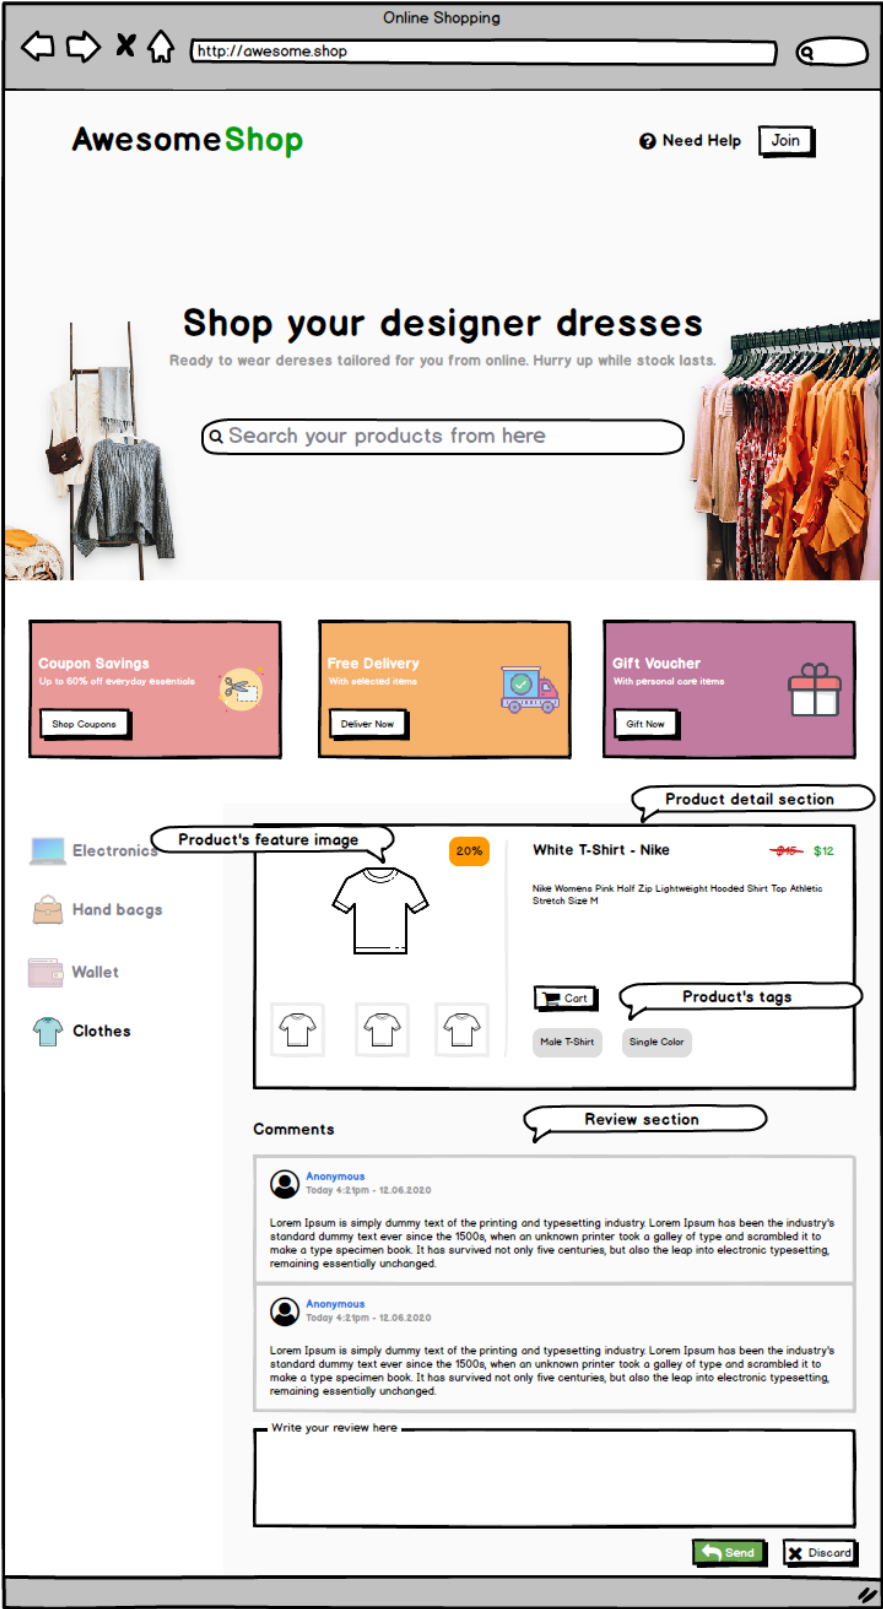 Online Shopping
http://awesome.shop
AwesomeShop
Need Help
Join
Shop your designer dresses
Ready to wear dereses tailored for you from online. Hurry up while stock lasts.
Search your products from here
Coupon Savings
Up to 60% off everyday essentials
Shop Coupons
Free Delivery
With selected items
Deliver Now
Gift Voucher
With personal care items
Gift Now
Electronics
Hand bacgs
Wallet
Clothes
Product detail section
Product's feature image
20%
White T-Shirt - Nike
$15 $12
Nike Womens Pink Half Zip Lightweight Hooded Shirt Top Athletic
Stretch Size M
Cart
Product's tags
Male T-Shirt
Single Color
Comments
Review section
Anonymous
Today 4:21pm - 12.06.2020
Lorem Ipsum is simply dummy text of the printing and typesetting industry. Lorem Ipsum has been the industry's
standard dummy text ever since the 1500s, when an unknown printer took a galley of type and scrambled it to
make a type specimen book. It has survived not only five centuries, but also the leap into electronic typesetting,
remaining essentially unchanged.
Anonymous
Today 4:21pm - 12.06.2020
Lorem Ipsum is simply dummy text of the printing and typesetting industry. Lorem Ipsum has been the industry's
standard dummy text ever since the 1500s, when an unknown printer took a galley of type and scrambled it to
make a type specimen book. It has survived not only five centuries, but also the leap into electronic typesetting,
remaining essentially unchanged.
Write your review here
Send
Discard